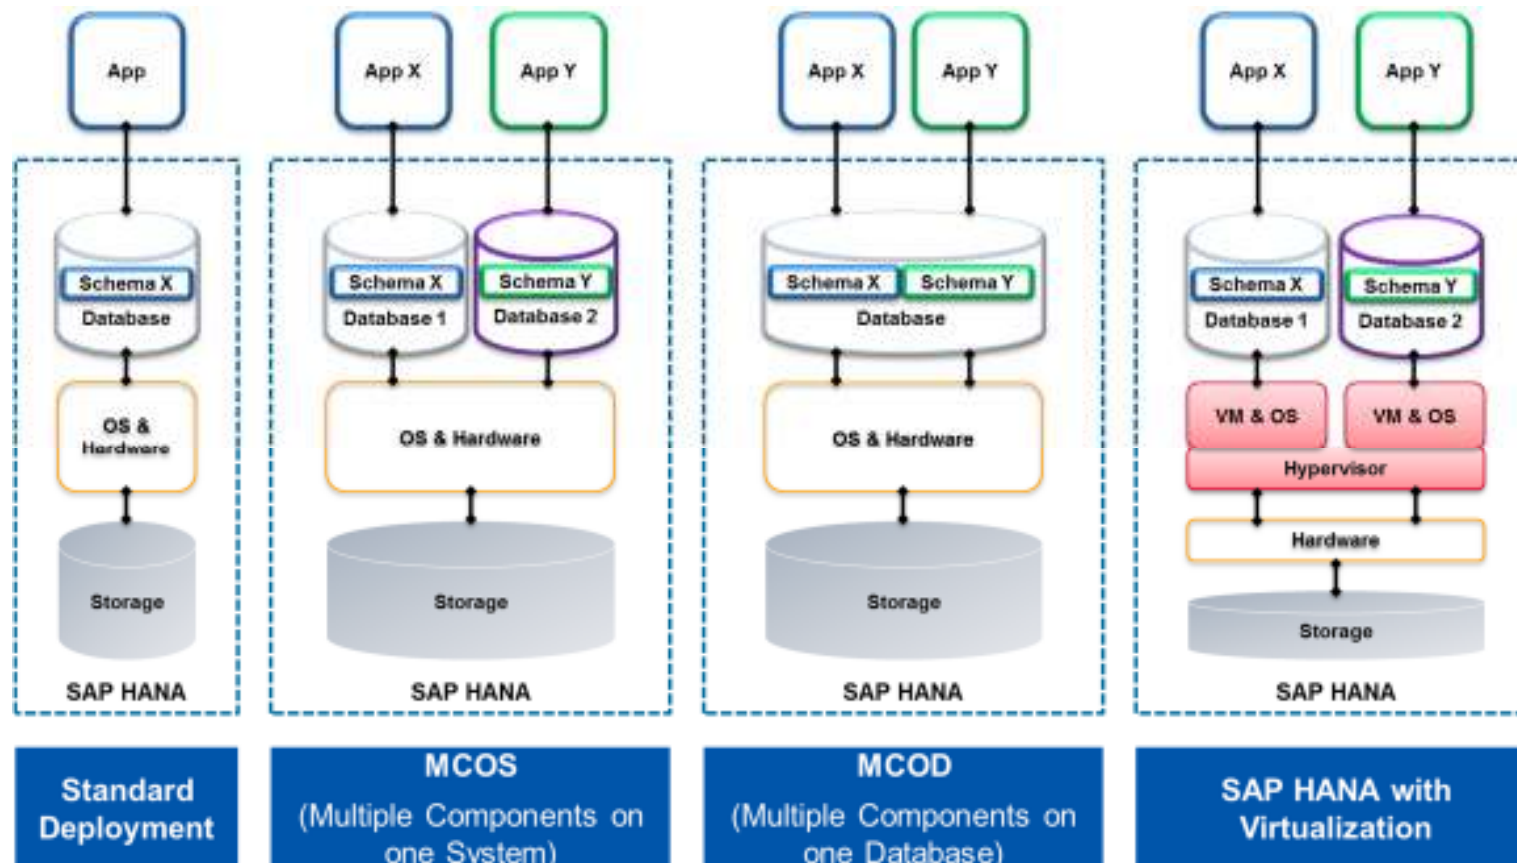 App
App X
App Y
App X
App Y
App X
App Y
Schema X
Database
Schema X
Database 1
Schema Y
Database 2
Schema X
Schema Y
Database
Schema X
Database 1
Schema Y
Database 2
OS &
Hardware
OS & Hardware
OS & Hardware
VM & OS
VM & OS
Hypervisor
Hardware
Storage
Storage
Storage
Storage
SAP HANA
SAP HANA
SAP HANA
SAP HANA
Standard
Deployment
MCOS
(Multiple Components on
one System)
MCOD
(Multiple Components on
one Database)
SAP HANA with
Virtualization